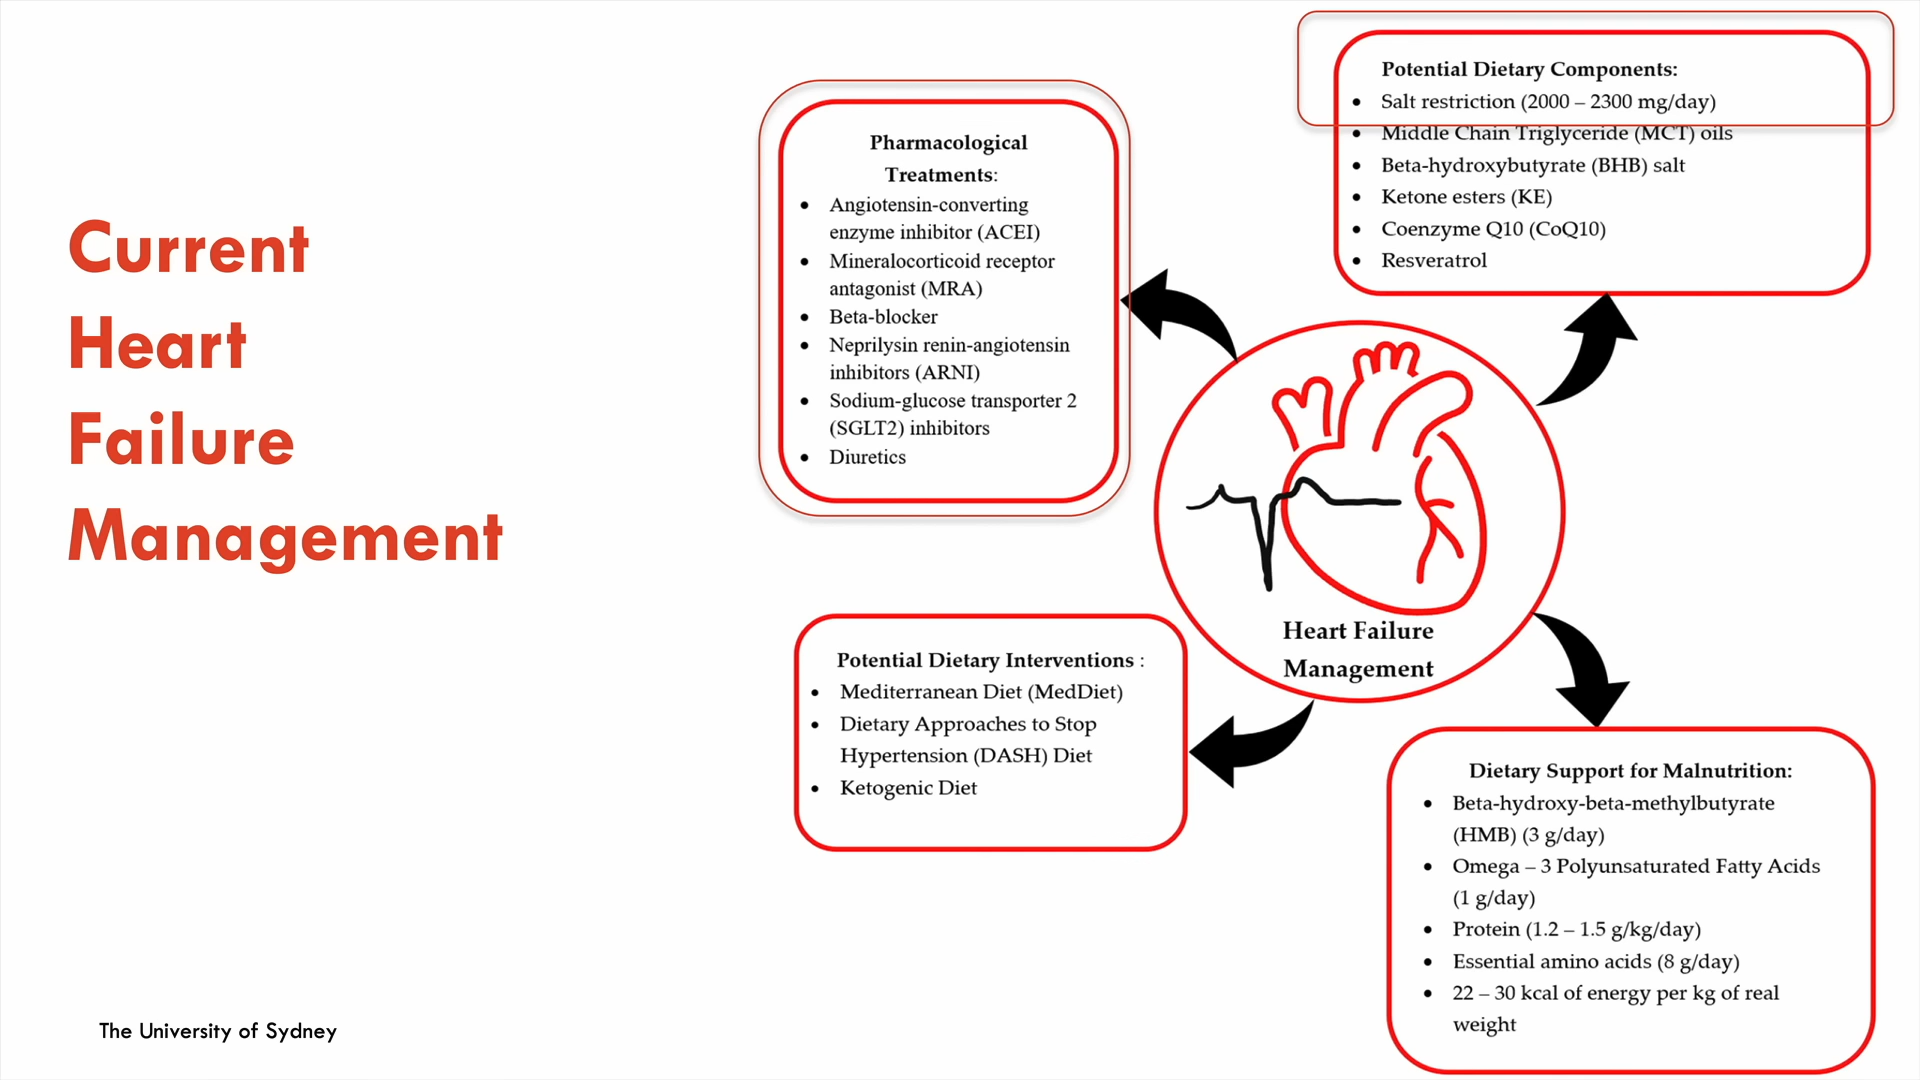 Current
Heart
Failure
Management
Pharmacological
Treatments:
• Angiotensin-converting
enzyme inhibitor (ACEI)
• Mineralocorticoid receptor
antagonist (MRA)
• Beta-blocker
• Neprilysin renin-angiotensin
inhibitors (ARNI)
• Sodium-glucose transporter 2
(SGLT2) inhibitors
• Diuretics
Potential Dietary Components:
• Salt restriction (2000 – 2300 mg/day)
• Middle Chain Triglyceride (MCT) oils
• Beta-hydroxybutyrate (BHB) salt
• Ketone esters (KE)
• Coenzyme Q10 (CoQ10)
• Resveratrol
Heart Failure
Management
Potential Dietary Interventions :
• Mediterranean Diet (MedDiet)
• Dietary Approaches to Stop
Hypertension (DASH) Diet
• Ketogenic Diet
Dietary Support for Malnutrition:
• Beta-hydroxy-beta-methylbutyrate
(HMB) (3 g/day)
• Omega – 3 Polyunsaturated Fatty Acids
(1 g/day)
• Protein (1.2 – 1.5 g/kg/day)
• Essential amino acids (8 g/day)
• 22 – 30 kcal of energy per kg of real
weight
The University of Sydney